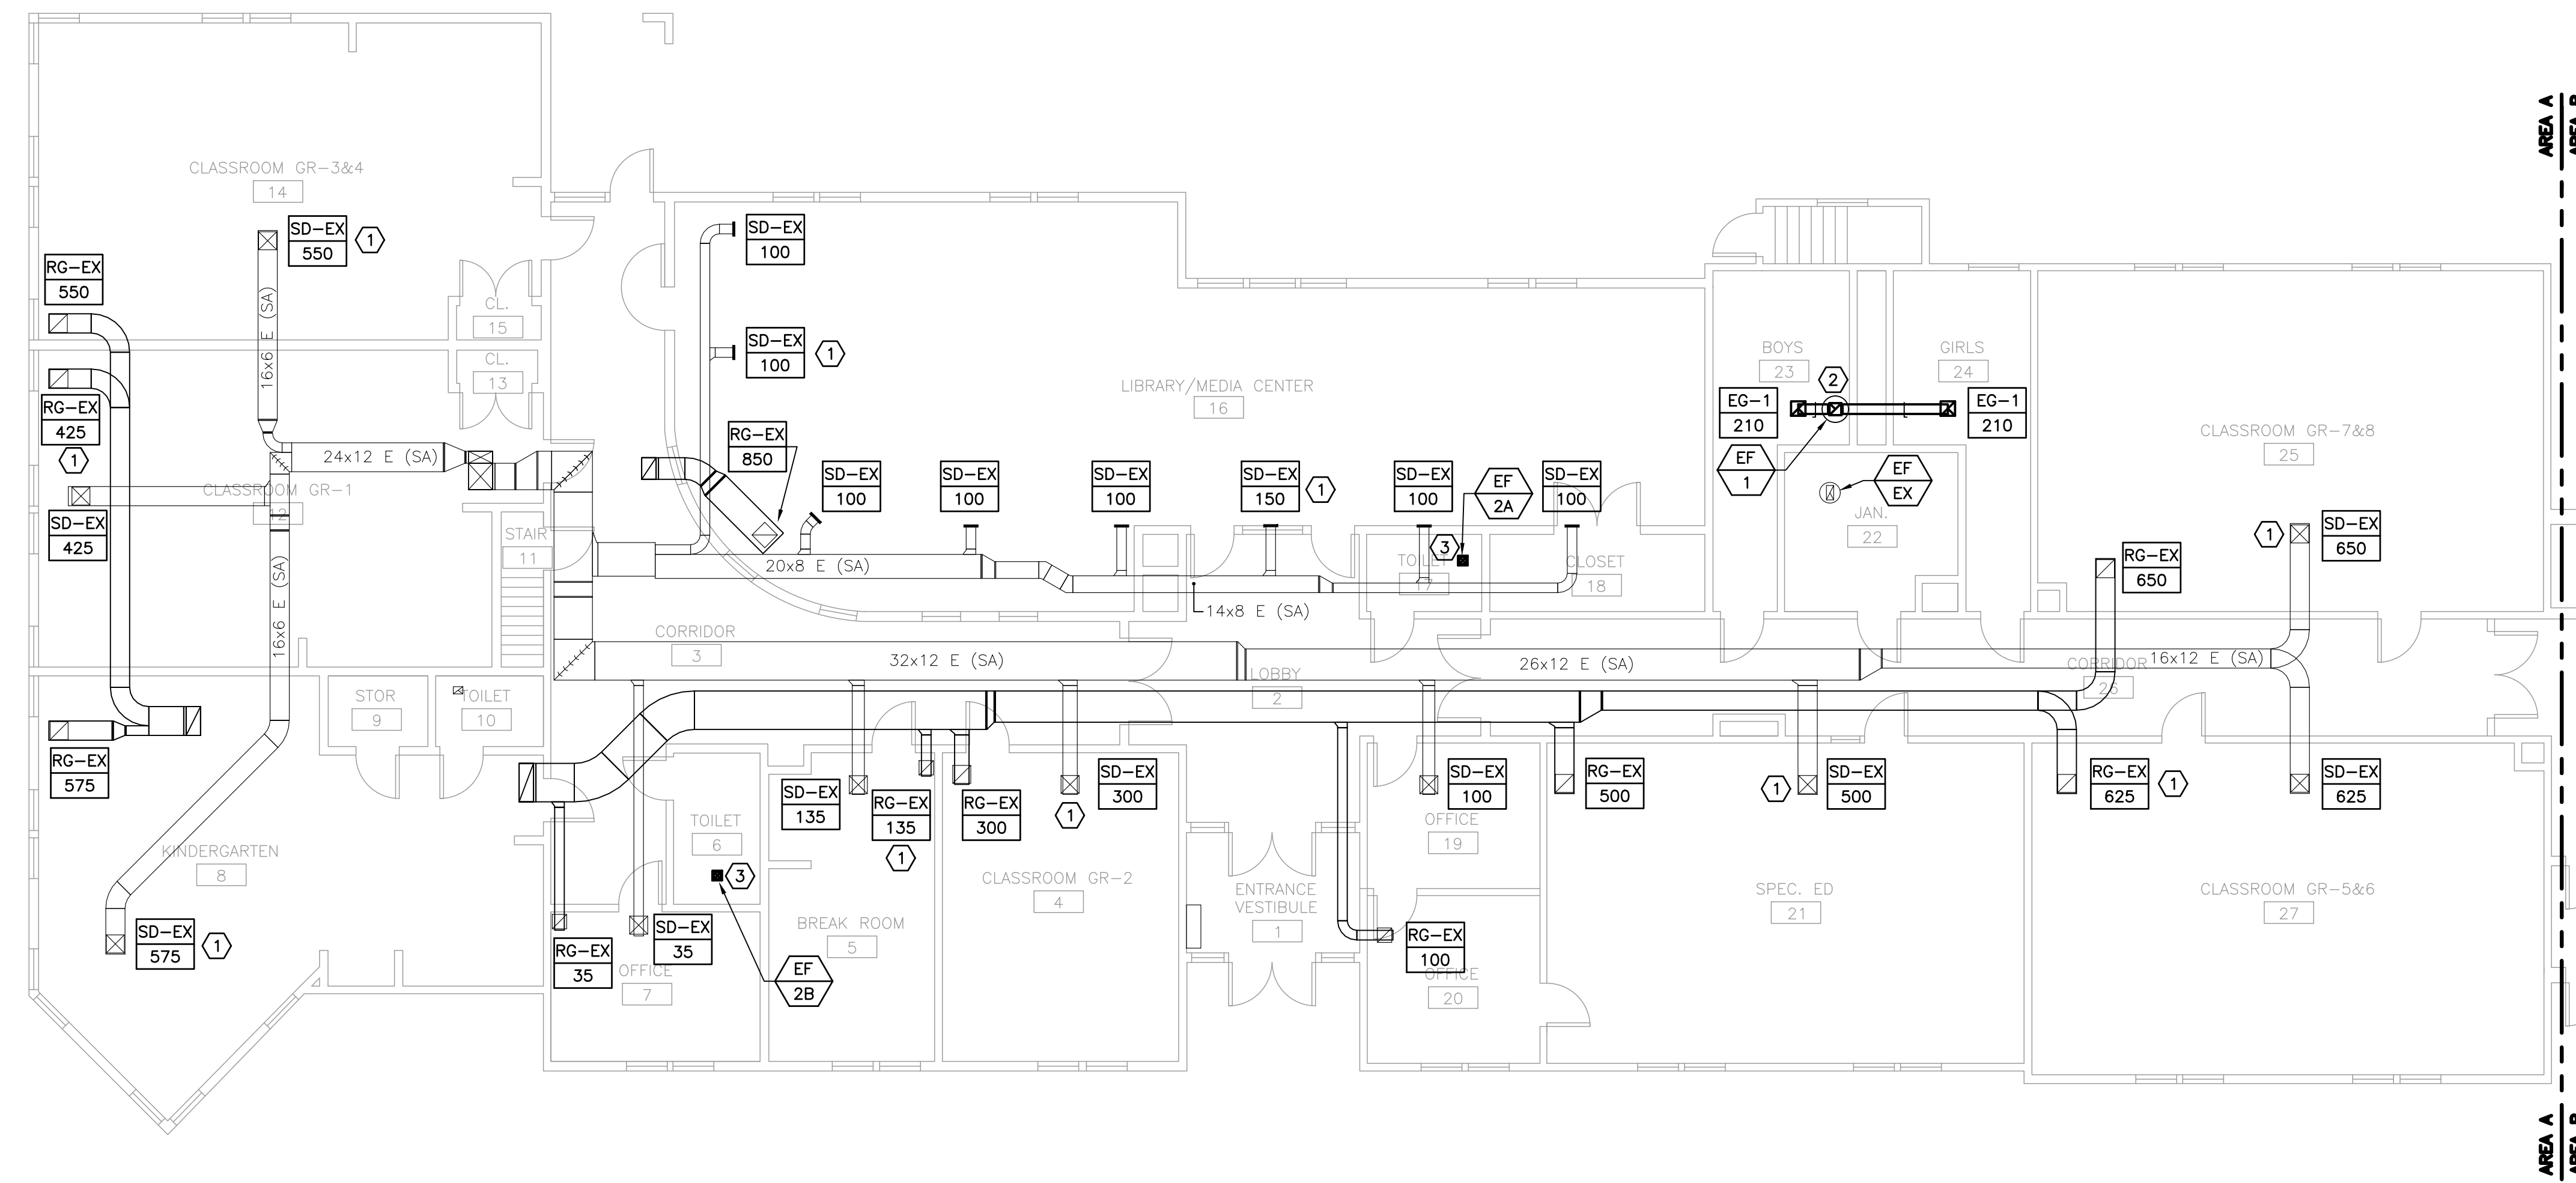 AREA A
AREA B
CLASSROOM GR-3&4
14
SD-EX
550
1
RG-EX
550
16x6 E (SA)
CL.
15
CL.
13
RG-EX
425
1
24x12 E (SA)
CLASSROOM GR-1
12
SD-EX
425
16x6 E (SA)
STAIR
11
SD-EX
100
SD-EX
100
1
RG-EX
850
LIBRARY/MEDIA CENTER
16
SD-EX
100
SD-EX
100
SD-EX
100
SD-EX
150
1
SD-EX
100
EF
2A
SD-EX
100
3
TOILET
17
CLOSET
18
20x8 E (SA)
14x8 E (SA)
BOYS
23
2
GIRLS
24
EG-1
210
EG-1
210
EF
1
EF
EX
JAN.
22
CLASSROOM GR-7&8
25
1
SD-EX
650
RG-EX
650
CORRIDOR
3
32x12 E (SA)
LOBBY
2
26x12 E (SA)
CORRIDOR
26
16x12 E (SA)
STOR
9
TOILET
10
RG-EX
575
KINDERGARTEN
8
SD-EX
575
1
TOILET
6
3
RG-EX
35
SD-EX
35
OFFICE
7
EF
2B
SD-EX
135
RG-EX
135
1
BREAK ROOM
5
RG-EX
300
1
SD-EX
300
CLASSROOM GR-2
4
ENTRANCE
VESTIBULE
1
SD-EX
100
OFFICE
19
RG-EX
100
OFFICE
20
RG-EX
500
1
SD-EX
500
SPEC. ED
21
RG-EX
625
1
SD-EX
625
CLASSROOM GR-5&6
27
AREA A
AREA B